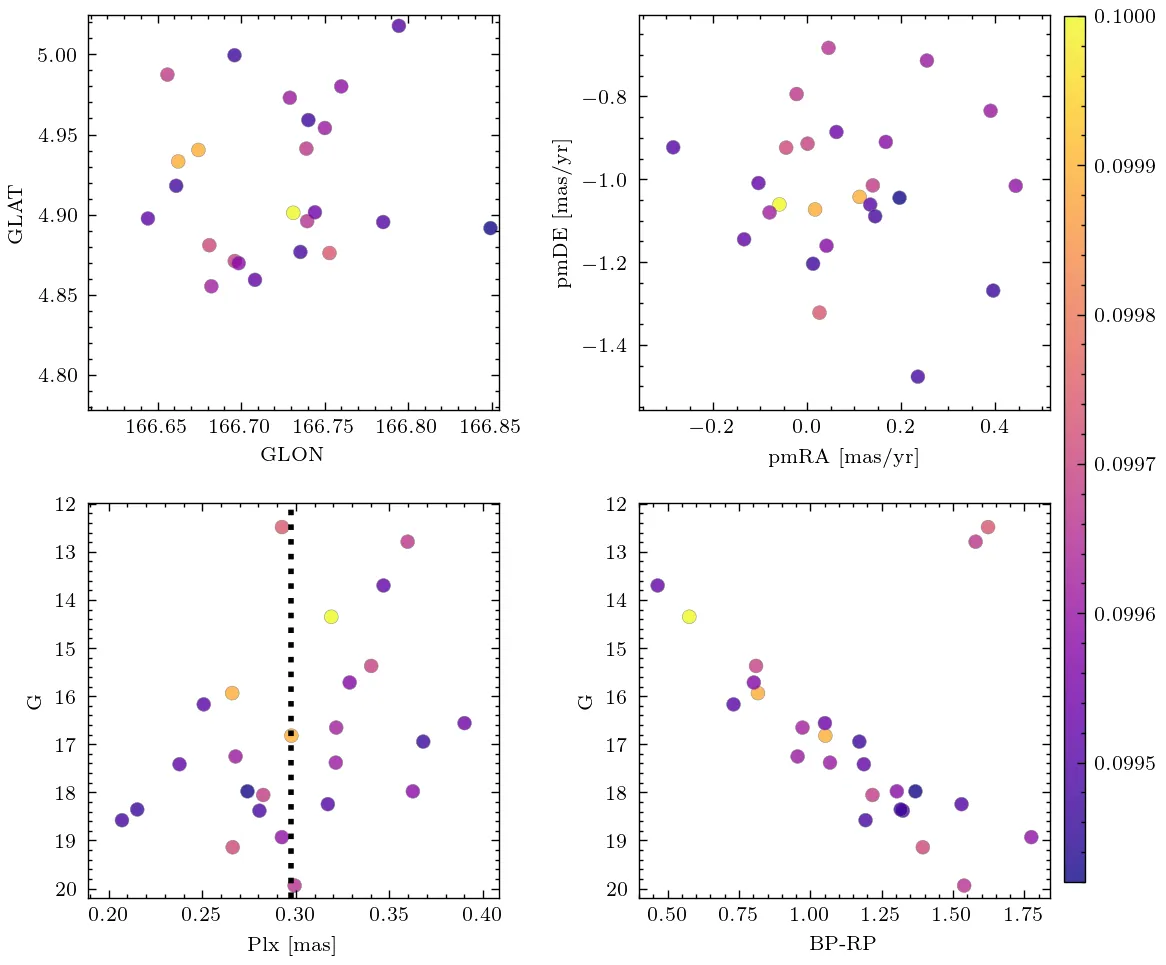 5.00
4.95
4.90
4.85
4.80
GLAT
166.65 166.70 166.75 166.80 166.85
GLON
−0.8
−1.0
−1.2
−1.4
pmDE [mas/yr]
−0.2 0.0 0.2 0.4
pmRA [mas/yr]
0.1000
0.0999
0.0998
0.0997
0.0996
0.0995
12
13
14
15
16
17
18
19
20
G
0.20 0.25 0.30 0.35 0.40
Plx [mas]
12
13
14
15
16
17
18
19
20
G
0.50 0.75 1.00 1.25 1.50 1.75
BP-RP